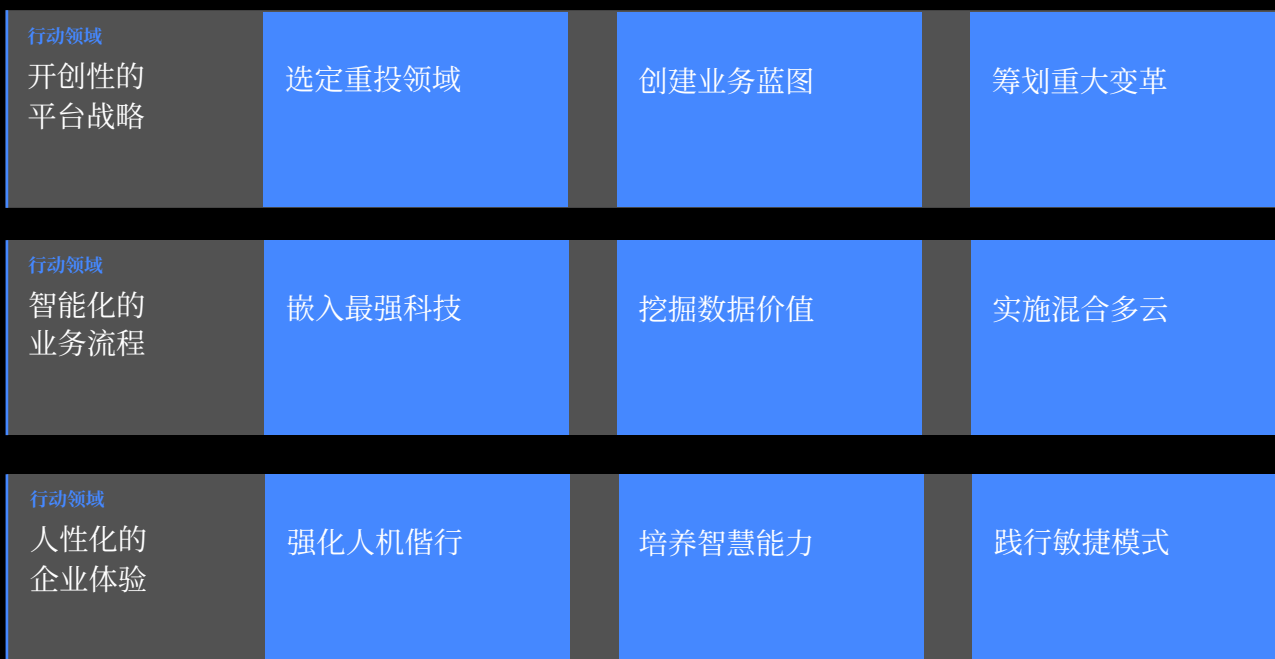 行动领域
开创性的
平台战略
选定重投领域
创建业务蓝图
筹划重大变革
行动领域
智能化的
业务流程
嵌入最强科技
挖掘数据价值
实施混合多云
行动领域
人性化的
企业体验
强化人机偕行
培养智慧能力
践行敏捷模式